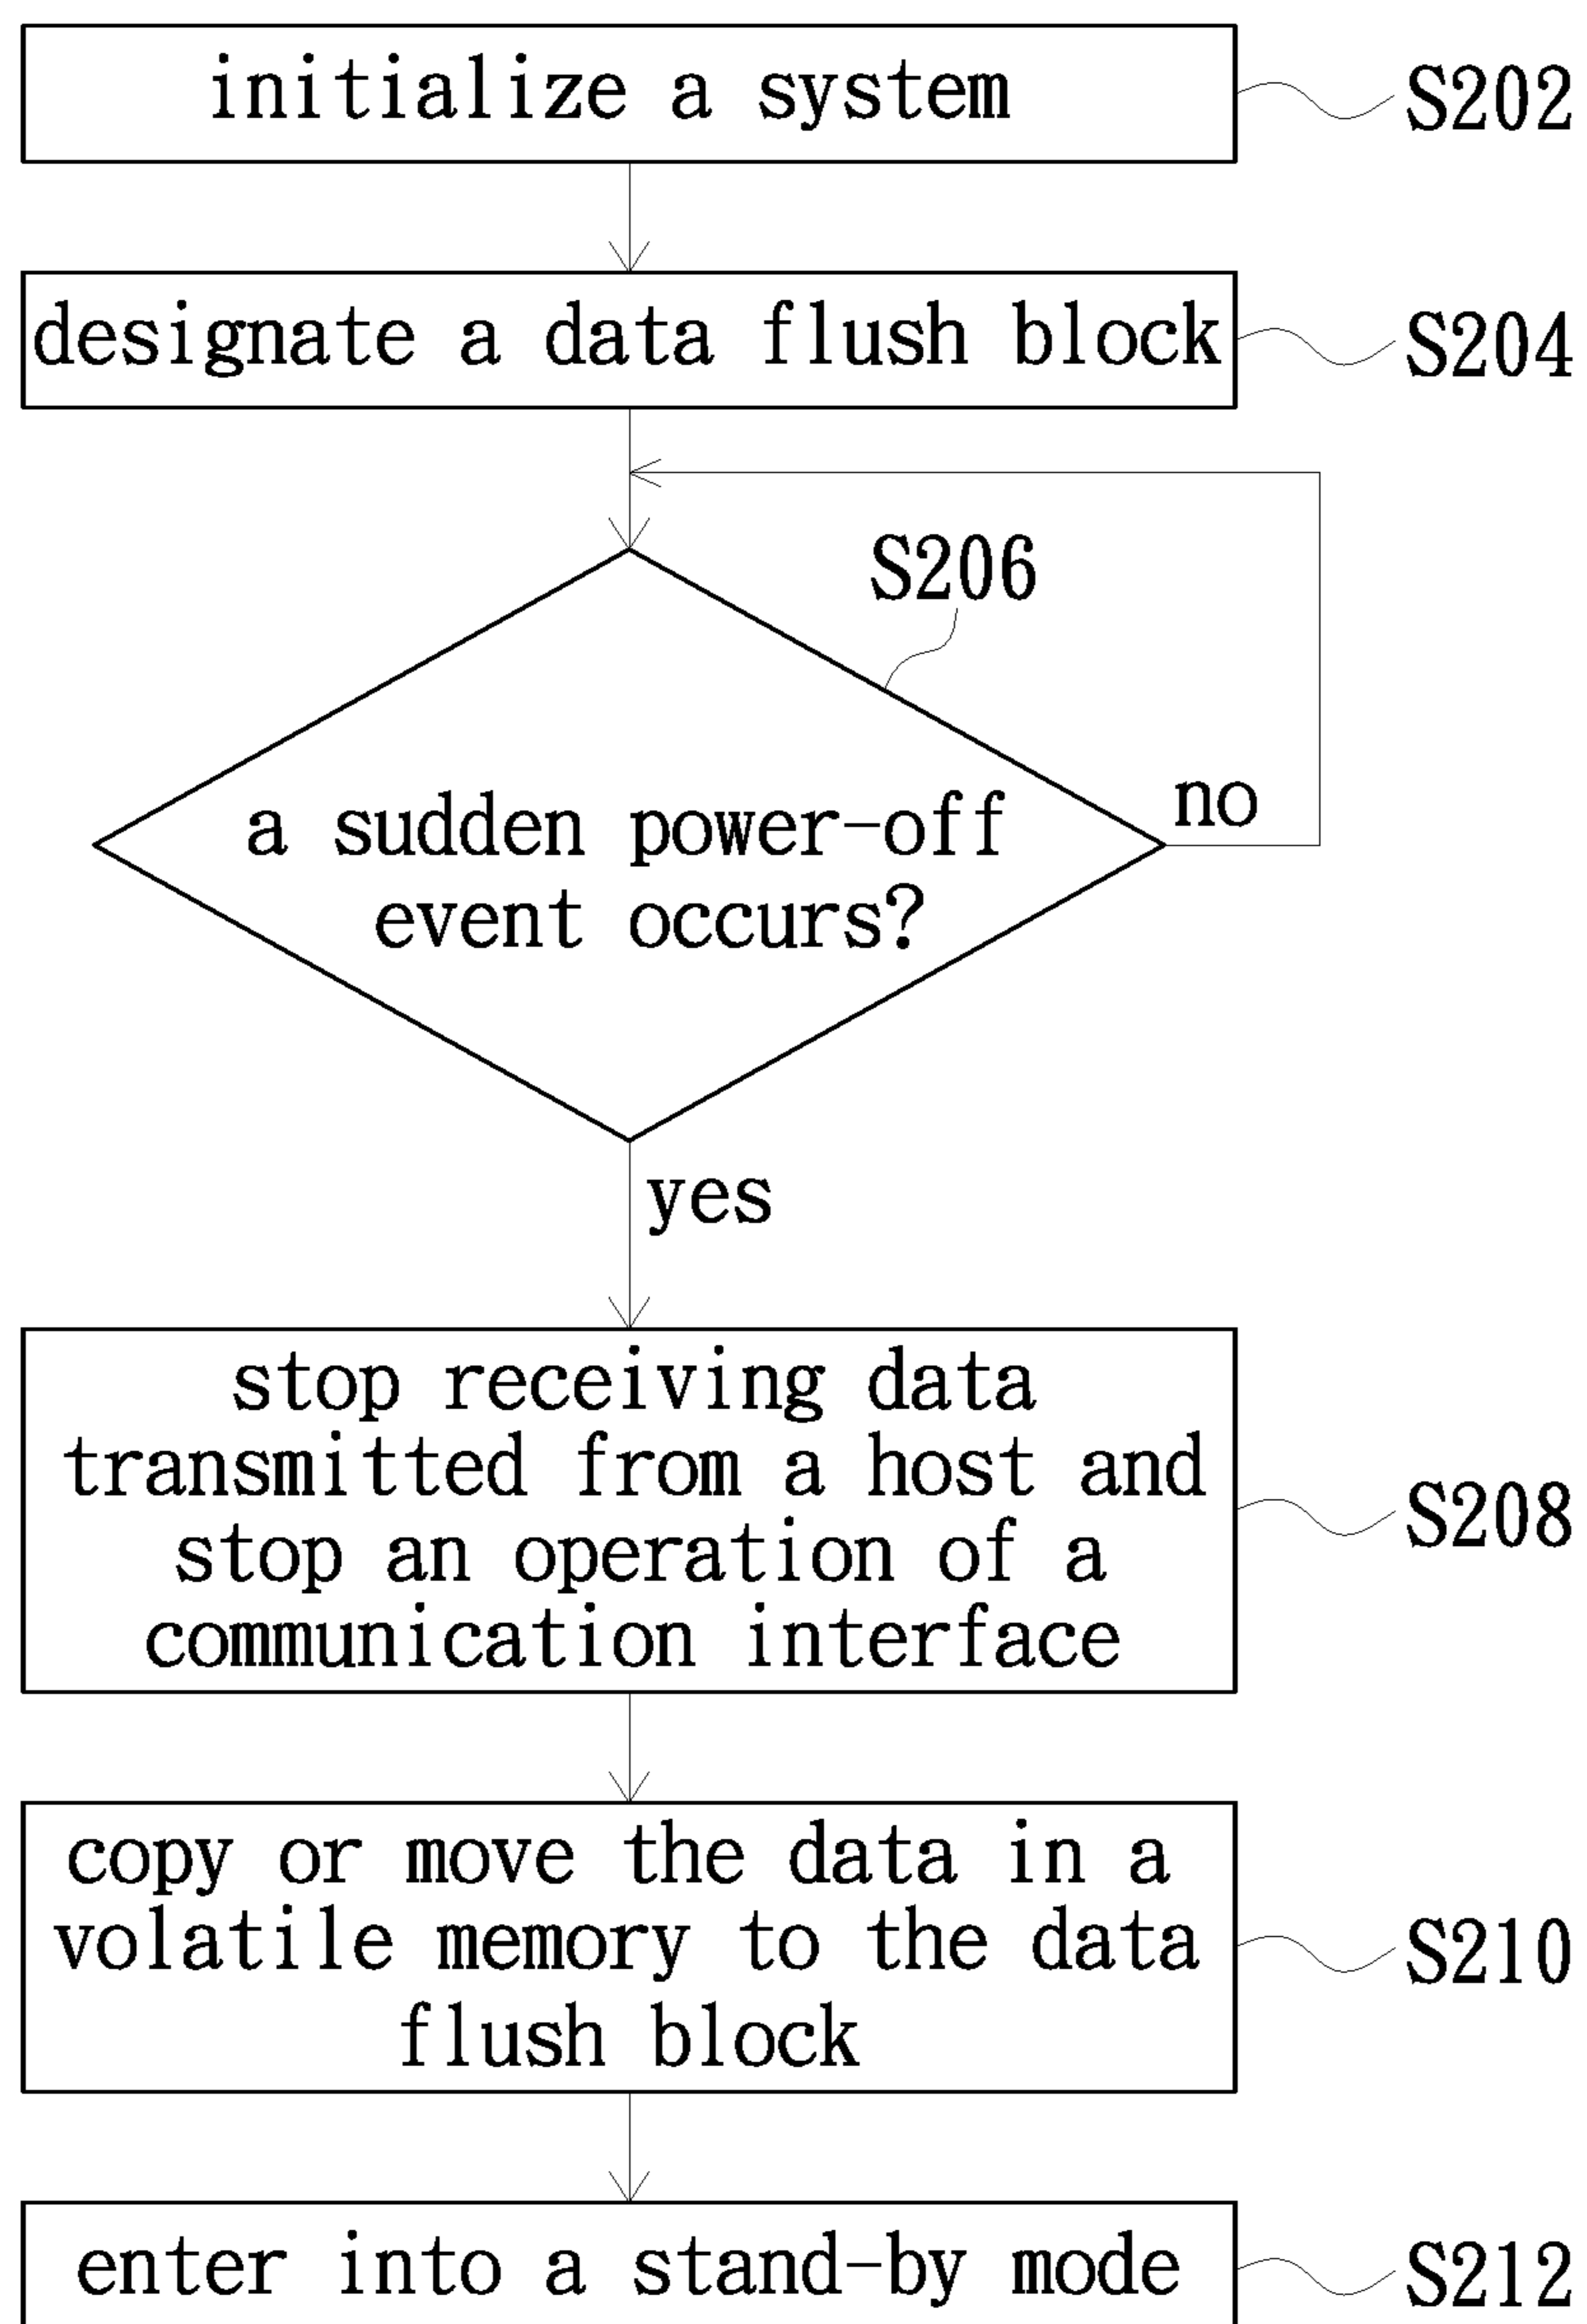 initialize a system
S202
designate a data flush block
S204
S206
a sudden power-off
event occurs?
no
yes
stop receiving data
transmitted from a host and
stop an operation of a
communication interface
S208
copy or move the data in a
volatile memory to the data
flush block
S210
enter into a stand-by mode
S212